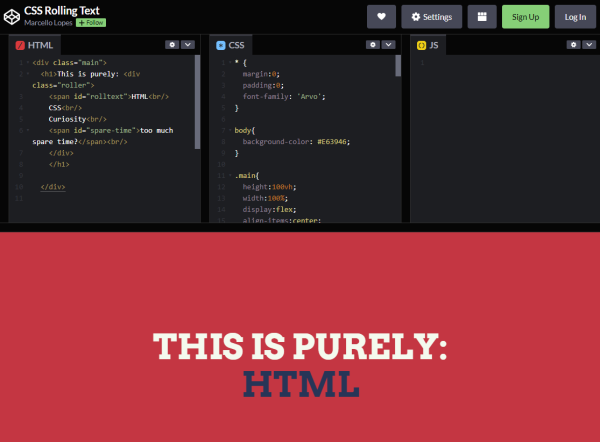 CSS Rolling Text
Marcello Lopes + Follow
Settings
Sign Up
Log In
HTML
1 <div class="main">
2 <h1>This is purely: <div
class="roller">
3 <span id="rolltext">HTML<br/>
4 CSS<br/>
5 Curiosity<br/>
6 <span id="spare-time">too much
spare time?</span><br/>
7 </div>
8 </h1>
9
10 </div>
11
CSS
1 * {
2 margin:0;
3 padding:0;
4 font-family: 'Arvo';
5 }
6
7 body{
8 background-color: #E63946;
9 }
10
11 .main{
12 height:100vh;
13 width:100%;
14 display:flex;
15 align-items:center;
JS
1
THIS IS PURELY:
HTML